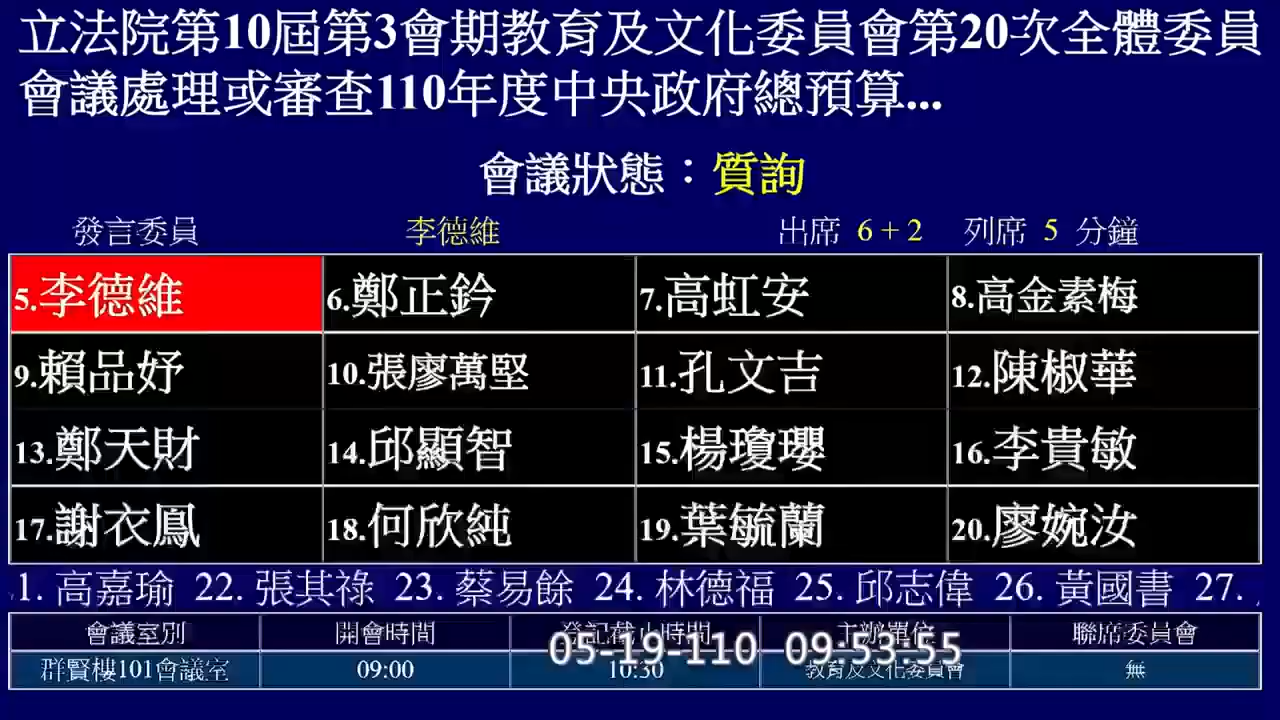 立法院第10屆第3會期教育及文化委員會第20次全體委員
會議處理或審查110年度中央政府總預算...
會議狀態：質詢
發言委員 李德維 出席 6 + 2 列席 5 分鐘
5.李德維 6.鄭正鈐 7.高虹安 8.高金素梅
9.賴品妤 10.張廖萬堅 11.孔文吉 12.陳椒華
13.鄭天財 14.邱顯智 15.楊瓊瓔 16.李貴敏
17.謝衣鳳 18.何欣純 19.葉毓蘭 20.廖婉汝
1. 高嘉瑜 22. 張其祿 23. 蔡易餘 24. 林德福 25. 邱志偉 26. 黃國書 27.
會議室別 開會時間 登記截止時間 主辦單位 聯席委員會
05-19-110 09:53:55
群賢樓101會議室 09:00 10:30 教育及文化委員會 無